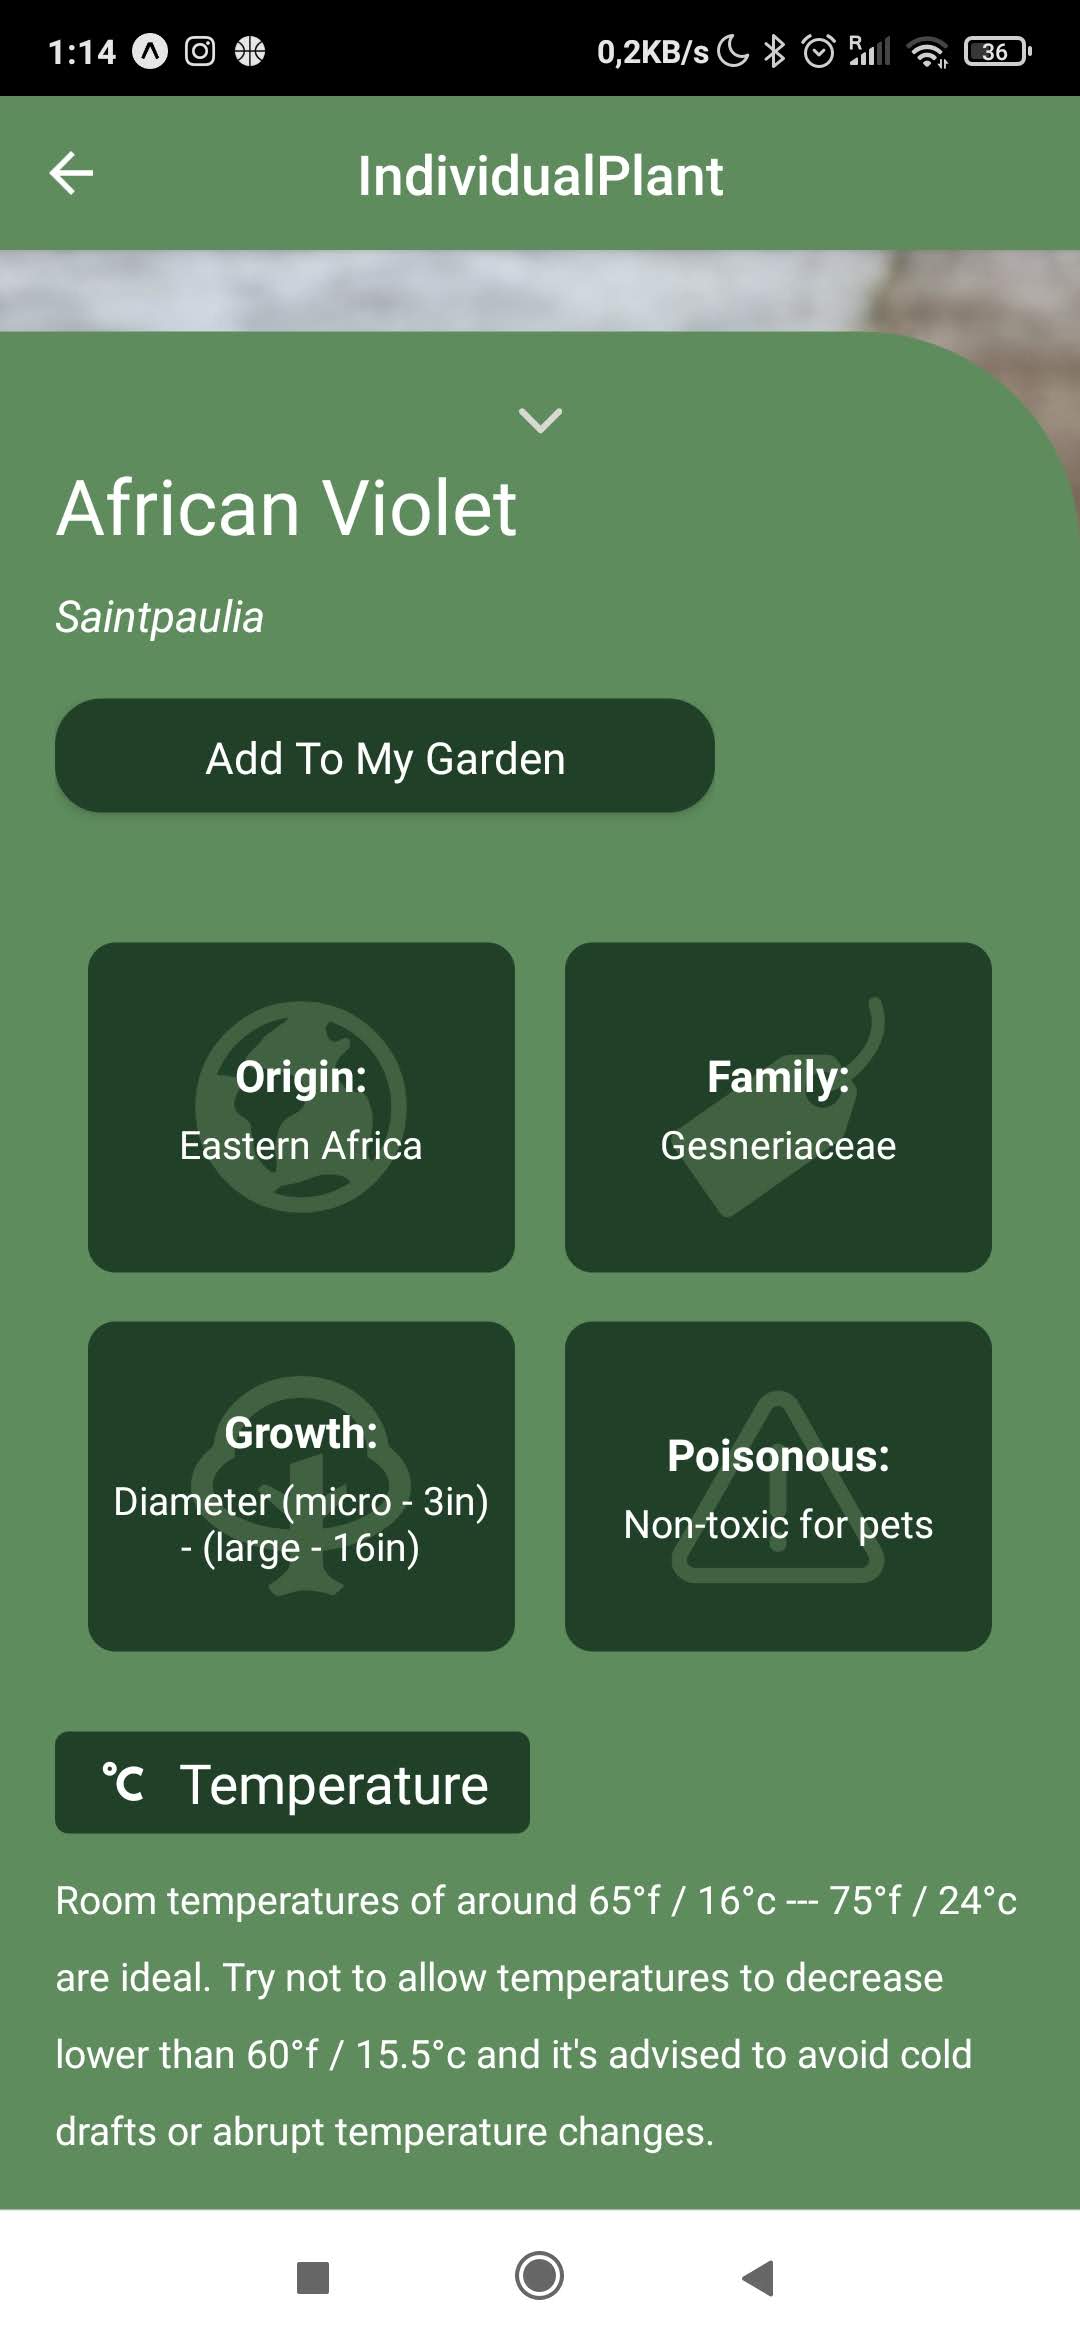 1:14
0,2KB/s
R
36
IndividualPlant
African Violet
Saintpaulia
Add To My Garden
Origin:
Eastern Africa
Family:
Gesneriaceae
Growth:
Diameter (micro - 3in)
- (large - 16in)
Poisonous:
Non-toxic for pets
°C Temperature
Room temperatures of around 65°f / 16°c --- 75°f / 24°c
are ideal. Try not to allow temperatures to decrease
lower than 60°f / 15.5°c and it's advised to avoid cold
drafts or abrupt temperature changes.